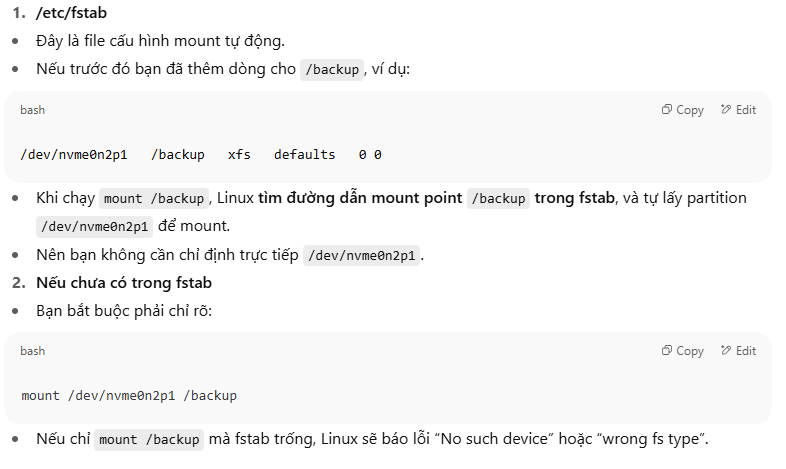 1. /etc/fstab
• Đây là file cấu hình mount tự động.
• Nếu trước đó bạn đã thêm dòng cho /backup, ví dụ:
bash Copy Edit
/dev/nvme0n2p1 /backup xfs defaults 0 0
• Khi chạy mount /backup, Linux tìm đường dẫn mount point /backup trong fstab, và tự lấy partition
/dev/nvme0n2p1 để mount.
• Nên bạn không cần chỉ định trực tiếp /dev/nvme0n2p1.
2. Nếu chưa có trong fstab
• Bạn bắt buộc phải chỉ rõ:
bash Copy Edit
mount /dev/nvme0n2p1 /backup
• Nếu chỉ mount /backup mà fstab trống, Linux sẽ báo lỗi “No such device” hoặc “wrong fs type”.